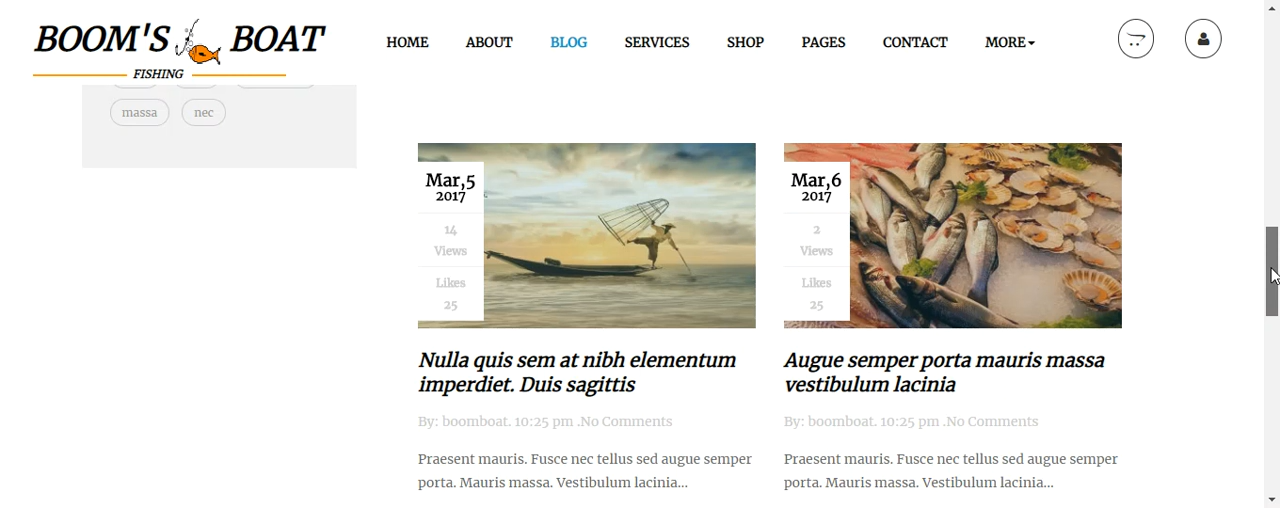 BOOM'S BOAT
FISHING
HOME ABOUT BLOG SERVICES SHOP PAGES CONTACT MORE
massa nec
Mar,5
2017
14
Views
Likes
25
Mar,6
2017
2
Views
Likes
25
Nulla quis sem at nibh elementum
imperdiet. Duis sagittis
By: boomboat. 10:25 pm .No Comments
Praesent mauris. Fusce nec tellus sed augue semper
porta. Mauris massa. Vestibulum lacinia...
Augue semper porta mauris massa
vestibulum lacinia
By: boomboat. 10:25 pm .No Comments
Praesent mauris. Fusce nec tellus sed augue semper
porta. Mauris massa. Vestibulum lacinia...